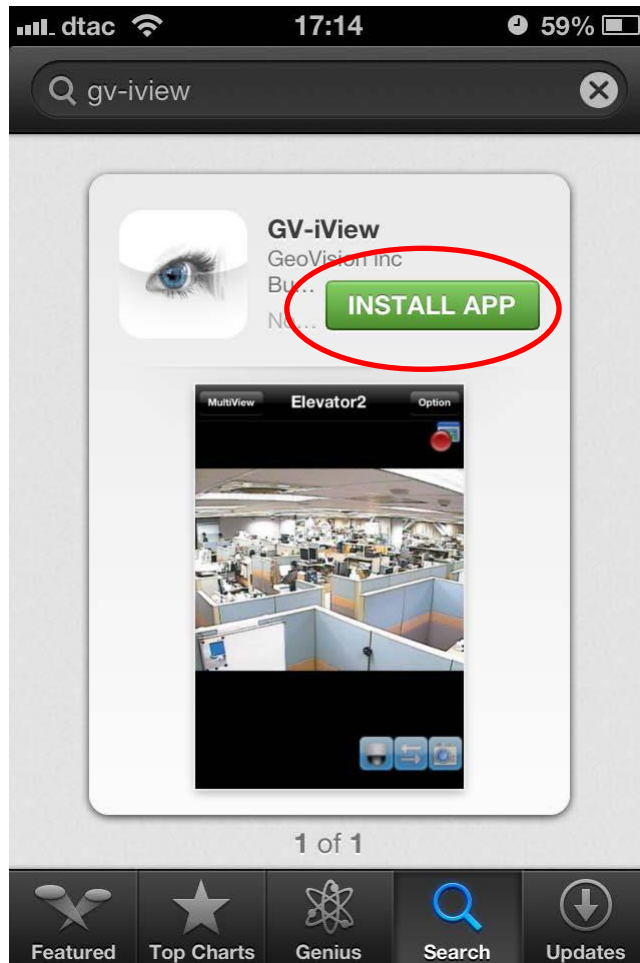 dtac 17:14 59%
gv-iview
GV-iView
GeoVision Inc
Bu...
No...
INSTALL APP
MultiView Elevator2 Option
1 of 1
Featured Top Charts Genius Search Updates